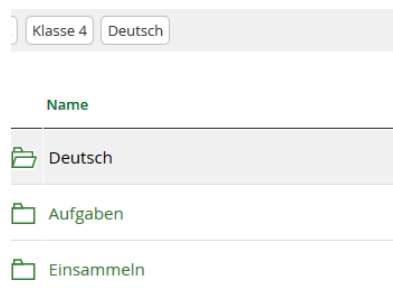 Klasse 4 Deutsch
Name
Deutsch
Aufgaben
Einsammeln